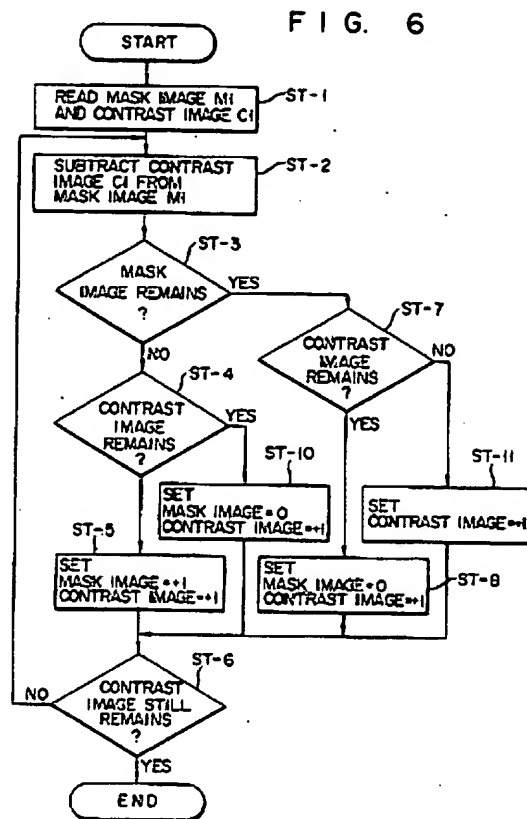 FIG. 6
START
READ MASK IMAGE Mi
AND CONTRAST IMAGE Ci
ST-1
SUBTRACT CONTRAST
IMAGE Ci FROM
MASK IMAGE Mi
ST-2
ST-3
MASK
IMAGE REMAINS
?
YES
NO
ST-7
CONTRAST
IMAGE
REMAINS
?
NO
YES
ST-4
CONTRAST
IMAGE
REMAINS
?
YES
ST-10
SET
MASK IMAGE=0
CONTRAST IMAGE=+1
ST-11
SET
CONTRAST IMAGE=+1
ST-5
SET
MASK IMAGE=+1
CONTRAST IMAGE=+1
SET
MASK IMAGE=0
CONTRAST IMAGE=+1
ST-8
ST-6
CONTRAST
IMAGE STILL
REMAINS
?
NO
YES
END